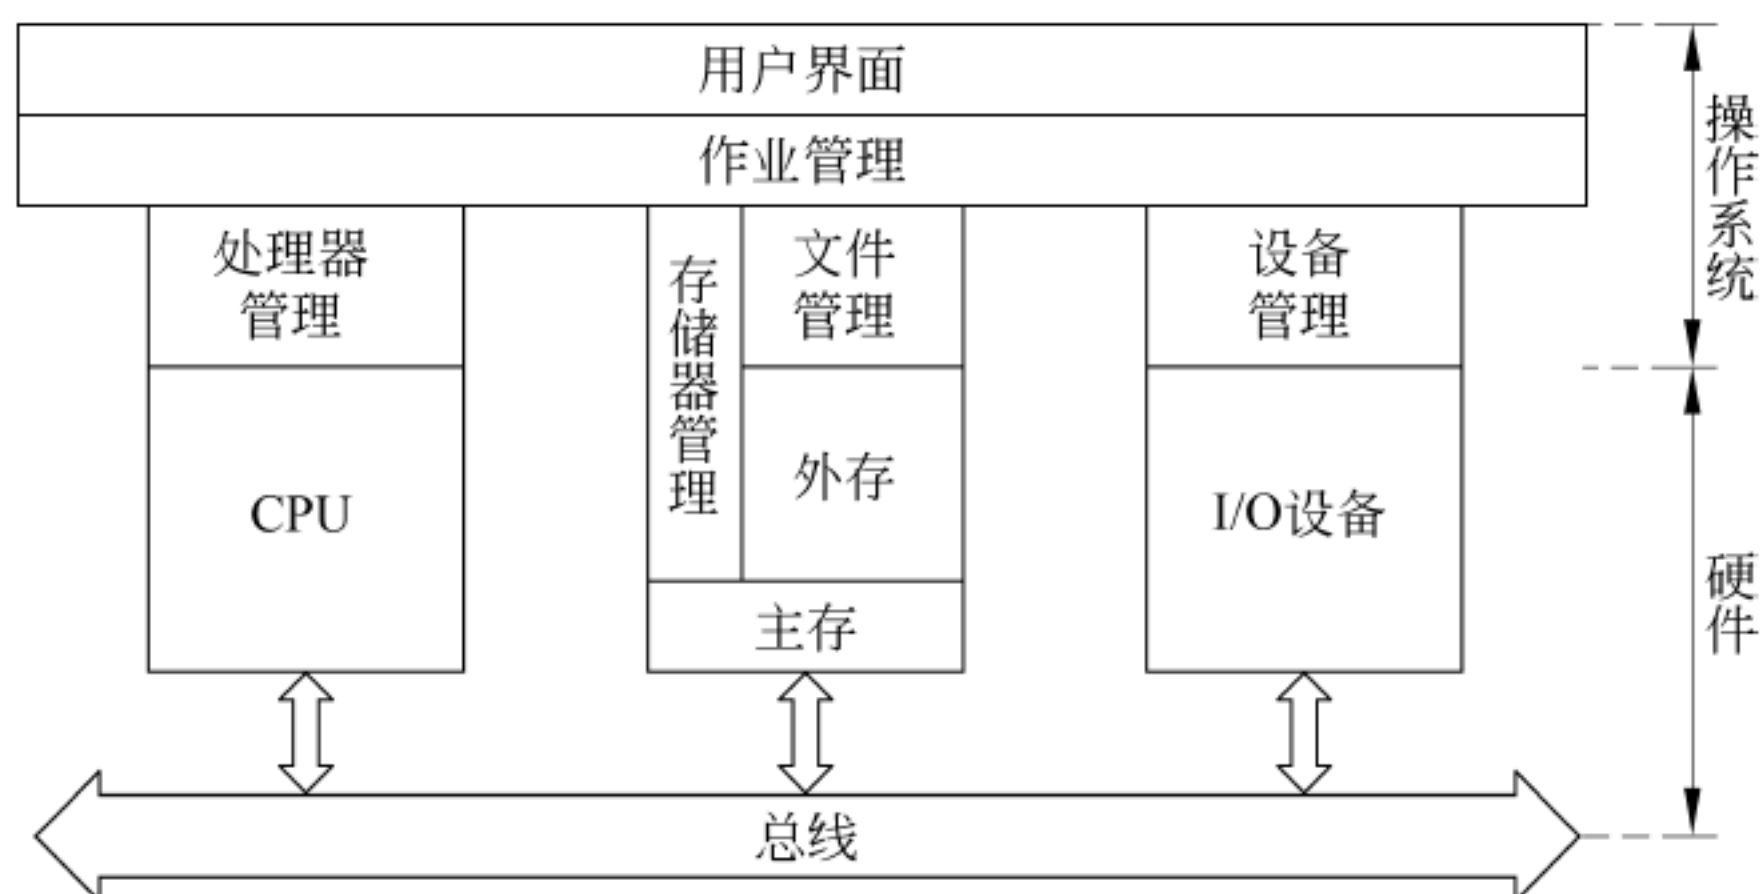 用户界面
作业管理
处理器
管理
存储器管理
文件
管理
设备
管理
操作系统
CPU
外存
I/O设备
主存
硬件
总线